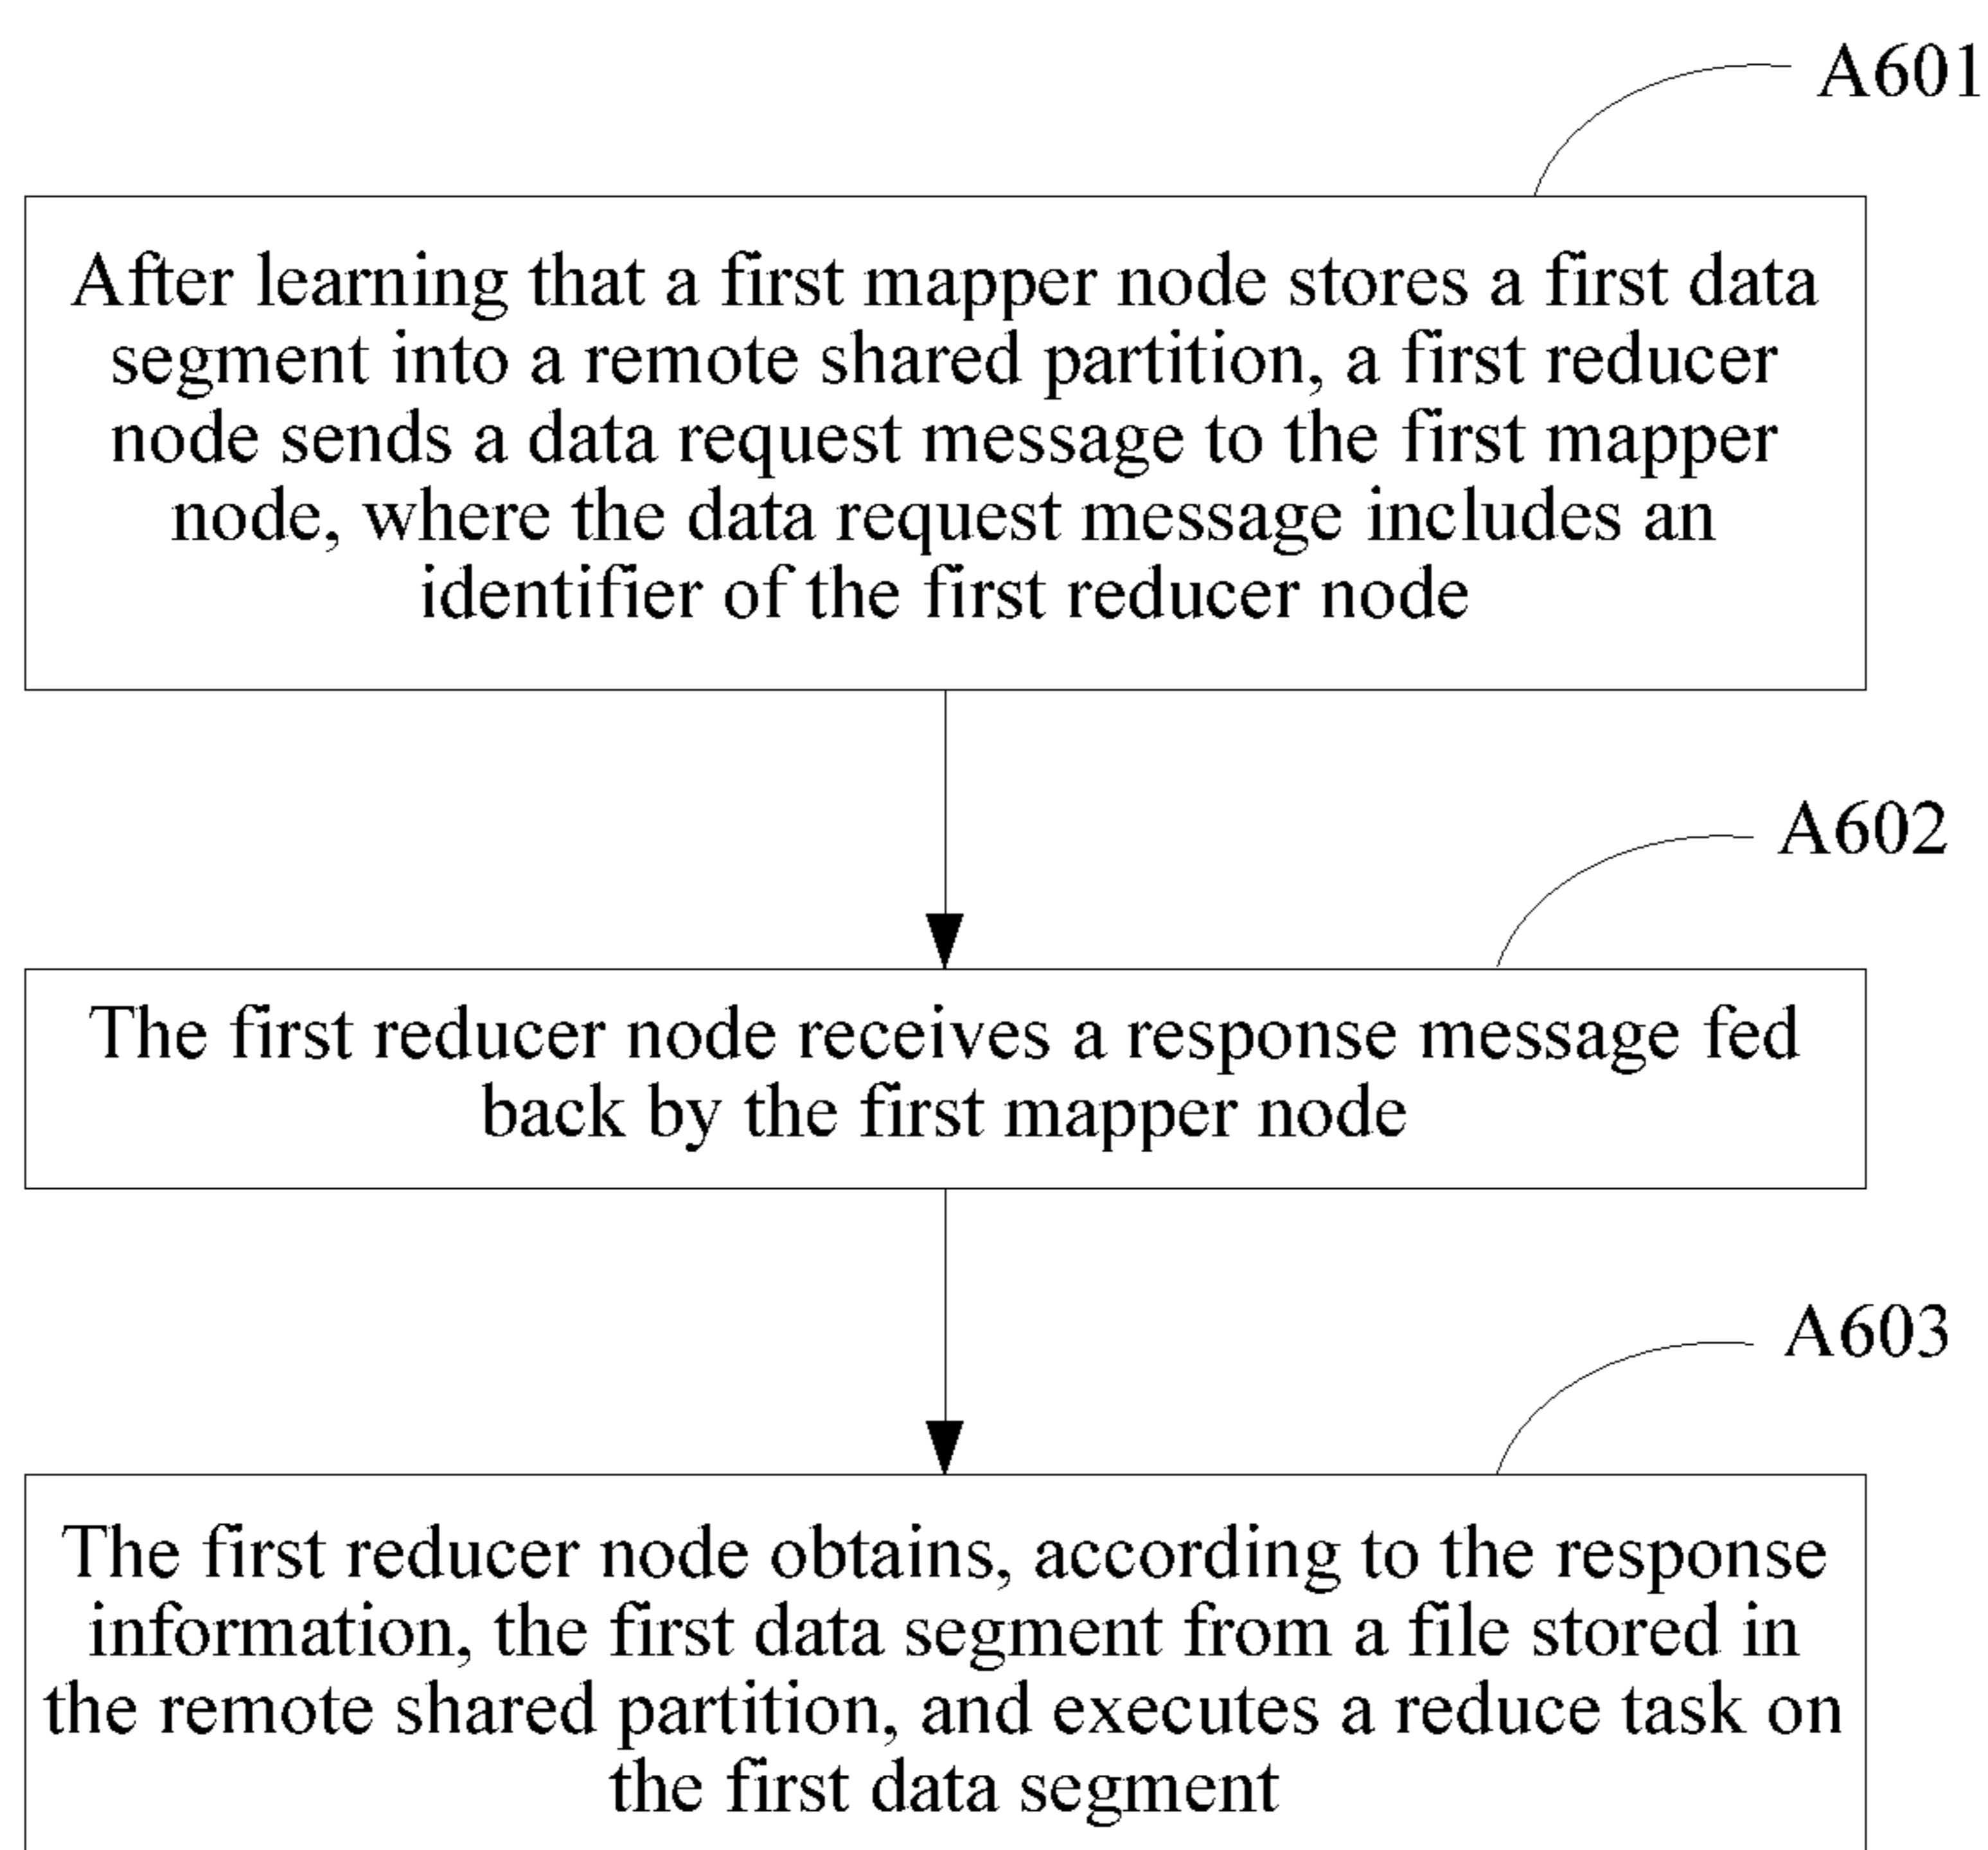 A601
After learning that a first mapper node stores a first data
segment into a remote shared partition, a first reducer
node sends a data request message to the first mapper
node, where the data request message includes an
identifier of the first reducer node
A602
The first reducer node receives a response message fed
back by the first mapper node
A603
The first reducer node obtains, according to the response
information, the first data segment from a file stored in
the remote shared partition, and executes a reduce task on
the first data segment